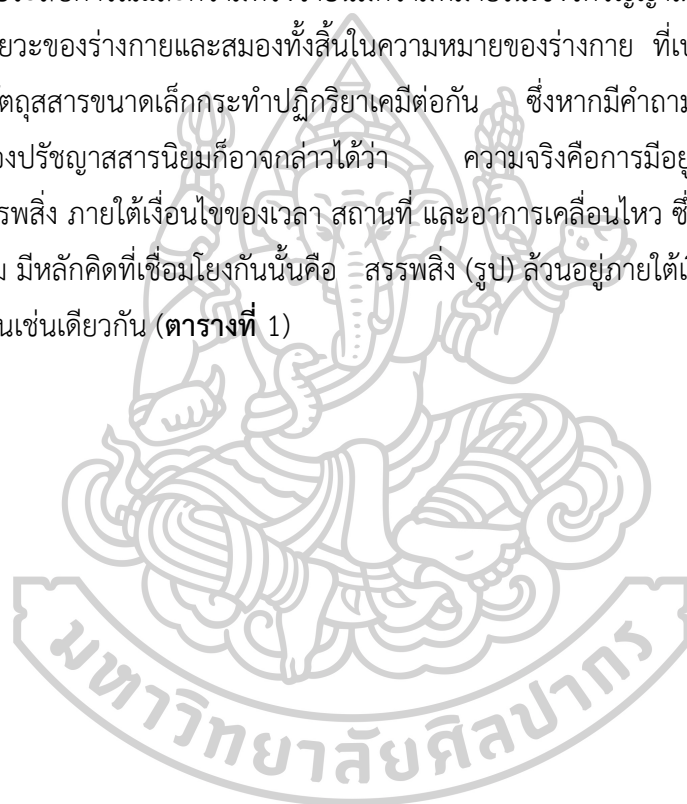 ยวะของร่างกายและสมองทั้งสิ้นในความหมายของร่างกาย ที่เป
ัตถุสสารขนาดเล็กกระทำปฏิกริยาเคมีต่อกัน ซึ่งหากมีคำถาม
องปรัชญาสสารนิยมก็อาจกล่าวได้ว่า ความจริงคือการมีอยู
รพสิ่ง ภายใต้เงื่อนไขของเวลา สถานที่ และอาการเคลื่อนไหว ซึ
ม มีหลักคิดที่เชื่อมโยงกันนั้นคือ สรรพสิ่ง (รูป) ล้วนอยู่ภายใต้เ
นเช่นเดียวกัน (ตารางที่ 1)
มหาวิทยาลัยศิลปากร